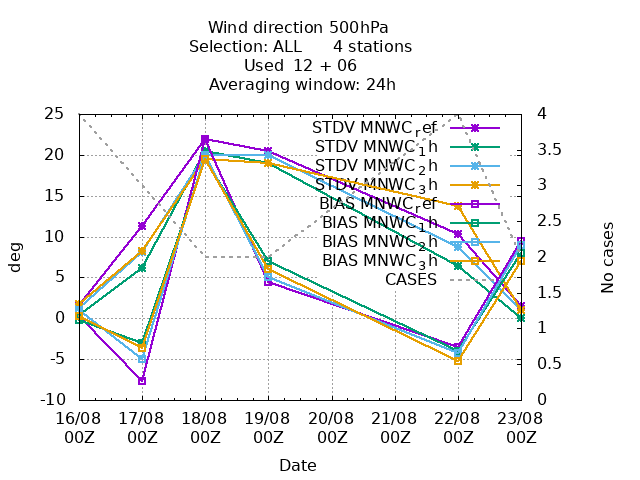 Wind direction 500hPa
Selection: ALL 4 stations
Used 12 + 06
Averaging window: 24h
25
20
15
10
5
0
-5
-10
deg
4
3.5
3
2.5
2
1.5
1
0.5
0
No cases
STDV MNWC_ref
STDV MNWC_1h
STDV MNWC_2h
STDV MNWC_3h
BIAS MNWC_ref
BIAS MNWC_1h
BIAS MNWC_2h
BIAS MNWC_3h
CASES
16/08 17/08 18/08 19/08 20/08 21/08 22/08 23/08
00Z 00Z 00Z 00Z 00Z 00Z 00Z 00Z
Date